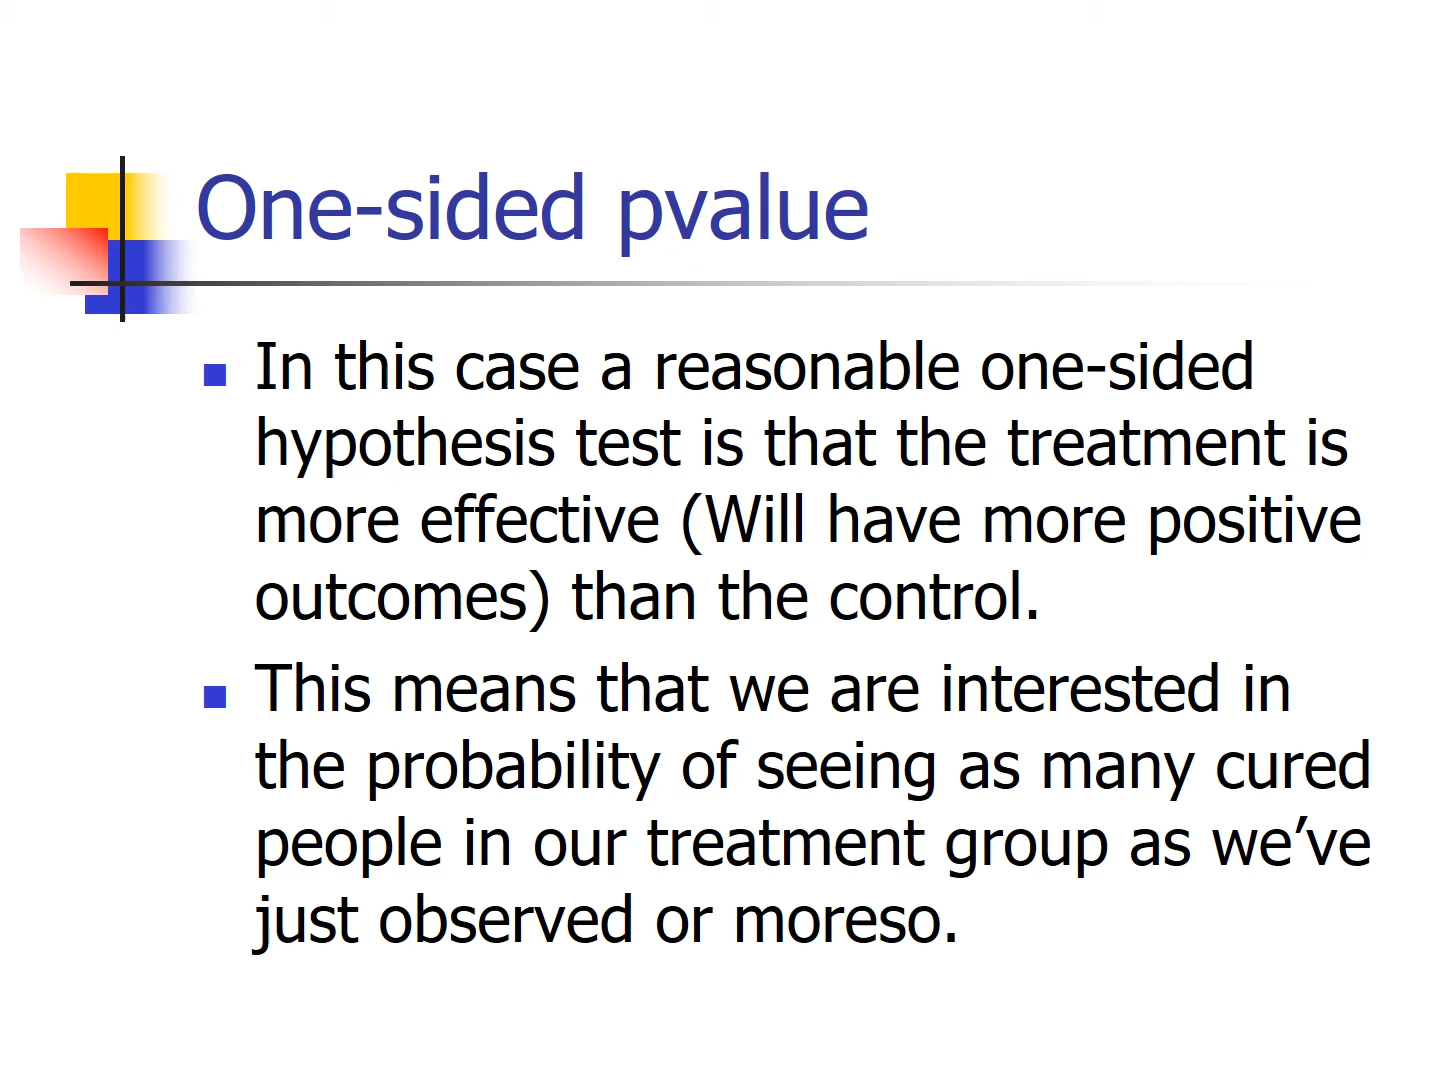 One-sided pvalue
In this case a reasonable one-sided
hypothesis test is that the treatment is
more effective (Will have more positive
outcomes) than the control.
This means that we are interested in
the probability of seeing as many cured
people in our treatment group as we’ve
just observed or moreso.